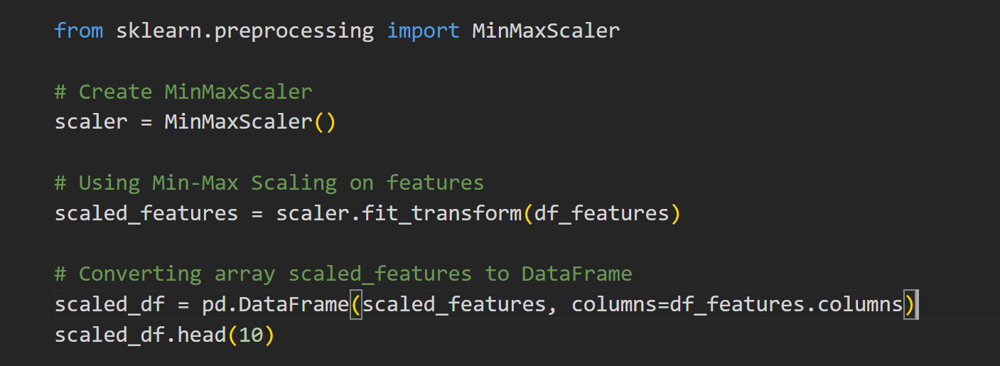 from sklearn.preprocessing import MinMaxScaler
# Create MinMaxScaler
scaler = MinMaxScaler()
# Using Min-Max Scaling on features
scaled_features = scaler.fit_transform(df_features)
# Converting array scaled_features to DataFrame
scaled_df = pd.DataFrame(scaled_features, columns=df_features.columns)
scaled_df.head(10)